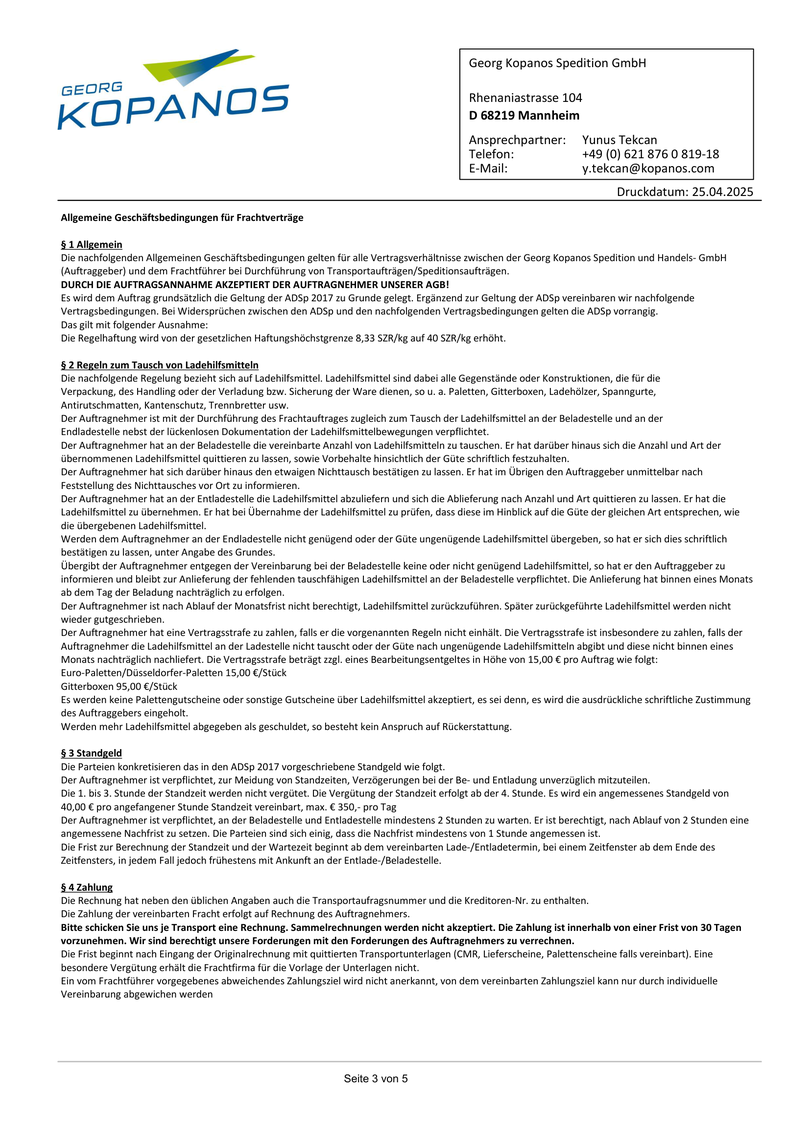 GEORG
KOPANOS
Georg Kopanos Spedition GmbH
Rhenaniastrasse 104
D 68219 Mannheim
Ansprechpartner: Yunus Tekcan
Telefon: +49 (0) 621 876 0 819-18
E-Mail: y.tekcan@kopanos.com
Druckdatum: 25.04.2025
Allgemeine Geschäftsbedingungen für Frachtverträge
§ 1 Allgemein
Die nachfolgenden Allgemeinen Geschäftsbedingungen gelten für alle Vertragsverhältnisse zwischen der Georg Kopanos Spedition und Handels- GmbH
(Auftraggeber) und dem Frachtführer bei Durchführung von Transportaufträgen/Speditionsaufträgen.
DURCH DIE AUFTRAGSANNAHME AKZEPTIERT DER AUFTRAGNEHMER UNSERER AGB!
Es wird dem Auftrag grundsätzlich die Geltung der ADSp 2017 zu Grunde gelegt. Ergänzend zur Geltung der ADSp vereinbaren wir nachfolgende
Vertragsbedingungen. Bei Widersprüchen zwischen den ADSp und den nachfolgenden Vertragsbedingungen gelten die ADSp vorrangig.
Das gilt mit folgender Ausnahme:
Die Regelhaftung wird von der gesetzlichen Haftungshöchstgrenze 8,33 SZR/kg auf 40 SZR/kg erhöht.
§ 2 Regeln zum Tausch von Ladehilfsmitteln
Die nachfolgende Regelung bezieht sich auf Ladehilfsmittel. Ladehilfsmittel sind dabei alle Gegenstände oder Konstruktionen, die für die
Verpackung, des Handling oder der Verladung bzw. Sicherung der Ware dienen, so u. a. Paletten, Gitterboxen, Ladehölzer, Spanngurte,
Antirutschmatten, Kantenschutz, Trennbretter usw.
Der Auftragnehmer ist mit der Durchführung des Frachtauftrages zugleich zum Tausch der Ladehilfsmittel an der Beladestelle und an der
Endladestelle nebst der lückenlosen Dokumentation der Ladehilfsmittelbewegungen verpflichtet.
Der Auftragnehmer hat an der Beladestelle die vereinbarte Anzahl von Ladehilfsmitteln zu tauschen. Er hat darüber hinaus sich die Anzahl und Art der
übernommenen Ladehilfsmittel quittieren zu lassen, sowie Vorbehalte hinsichtlich der Güte schriftlich festzuhalten.
Der Auftragnehmer hat sich darüber hinaus den etwaigen Nichttausch bestätigen zu lassen. Er hat im Übrigen den Auftraggeber unmittelbar nach
Feststellung des Nichttausches vor Ort zu informieren.
Der Auftragnehmer hat an der Entladestelle die Ladehilfsmittel abzuliefern und sich die Ablieferung nach Anzahl und Art quittieren zu lassen. Er hat die
Ladehilfsmittel zu übernehmen. Er hat bei Übernahme der Ladehilfsmittel zu prüfen, dass diese im Hinblick auf die Güte der gleichen Art entsprechen, wie
die übergebenen Ladehilfsmittel.
Werden dem Auftragnehmer an der Endladestelle nicht genügend oder der Güte ungenügende Ladehilfsmittel übergeben, so hat er sich dies schriftlich
bestätigen zu lassen, unter Angabe des Grundes.
Übergibt der Auftragnehmer entgegen der Vereinbarung bei der Beladestelle keine oder nicht genügend Ladehilfsmittel, so hat er den Auftraggeber zu
informieren und bleibt zur Anlieferung der fehlenden tauschfähigen Ladehilfsmittel an der Beladestelle verpflichtet. Die Anlieferung hat binnen eines Monats
ab dem Tag der Beladung nachträglich zu erfolgen.
Der Auftragnehmer ist nach Ablauf der Monatsfrist nicht berechtigt, Ladehilfsmittel zurückzuführen. Später zurückgeführte Ladehilfsmittel werden nicht
wieder gutgeschrieben.
Der Auftragnehmer hat eine Vertragsstrafe zu zahlen, falls er die vorgenannten Regeln nicht einhält. Die Vertragsstrafe ist insbesondere zu zahlen, falls der
Auftragnehmer die Ladehilfsmittel an der Ladestelle nicht tauscht oder der Güte nach ungenügende Ladehilfsmitteln abgibt und diese nicht binnen eines
Monats nachträglich nachliefert. Die Vertragsstrafe beträgt zzgl. eines Bearbeitungsentgeltes in Höhe von 15,00 € pro Auftrag wie folgt:
Euro-Paletten/Düsseldorfer-Paletten 15,00 €/Stück
Gitterboxen 95,00 €/Stück
Es werden keine Palettengutscheine oder sonstige Gutscheine über Ladehilfsmittel akzeptiert, es sei denn, es wird die ausdrückliche schriftliche Zustimmung
des Auftraggebers eingeholt.
Werden mehr Ladehilfsmittel abgegeben als geschuldet, so besteht kein Anspruch auf Rückerstattung.
§ 3 Standgeld
Die Parteien konkretisieren das in den ADSp 2017 vorgeschriebene Standgeld wie folgt.
Der Auftragnehmer ist verpflichtet, zur Meidung von Standzeiten, Verzögerungen bei der Be- und Entladung unverzüglich mitzuteilen.
Die 1. bis 3. Stunde der Standzeit werden nicht vergütet. Die Vergütung der Standzeit erfolgt ab der 4. Stunde. Es wird ein angemessenes Standgeld von
40,00 € pro angefangener Stunde Standzeit vereinbart, max. € 350,- pro Tag
Der Auftragnehmer ist verpflichtet, an der Beladestelle und Entladestelle mindestens 2 Stunden zu warten. Er ist berechtigt, nach Ablauf von 2 Stunden eine
angemessene Nachfrist zu setzen. Die Parteien sind sich einig, dass die Nachfrist mindestens von 1 Stunde angemessen ist.
Die Frist zur Berechnung der Standzeit und der Wartezeit beginnt ab dem vereinbarten Lade-/Entladetermin, bei einem Zeitfenster ab dem Ende des
Zeitfensters, in jedem Fall jedoch frühestens mit Ankunft an der Entlade-/Beladestelle.
§ 4 Zahlung
Die Rechnung hat neben den üblichen Angaben auch die Transportaufragsnummer und die Kreditoren-Nr. zu enthalten.
Die Zahlung der vereinbarten Fracht erfolgt auf Rechnung des Auftragnehmers.
Bitte schicken Sie uns je Transport eine Rechnung. Sammelrechnungen werden nicht akzeptiert. Die Zahlung ist innerhalb von einer Frist von 30 Tagen
vorzunehmen. Wir sind berechtigt unsere Forderungen mit den Forderungen des Auftragnehmers zu verrechnen.
Die Frist beginnt nach Eingang der Originalrechnung mit quittierten Transportunterlagen (CMR, Lieferscheine, Palettenscheine falls vereinbart). Eine
besondere Vergütung erhält die Frachtfirma für die Vorlage der Unterlagen nicht.
Ein vom Frachtführer vorgegebenes abweichendes Zahlungsziel wird nicht anerkannt, von dem vereinbarten Zahlungsziel kann nur durch individuelle
Vereinbarung abgewichen werden
Seite 3 von 5